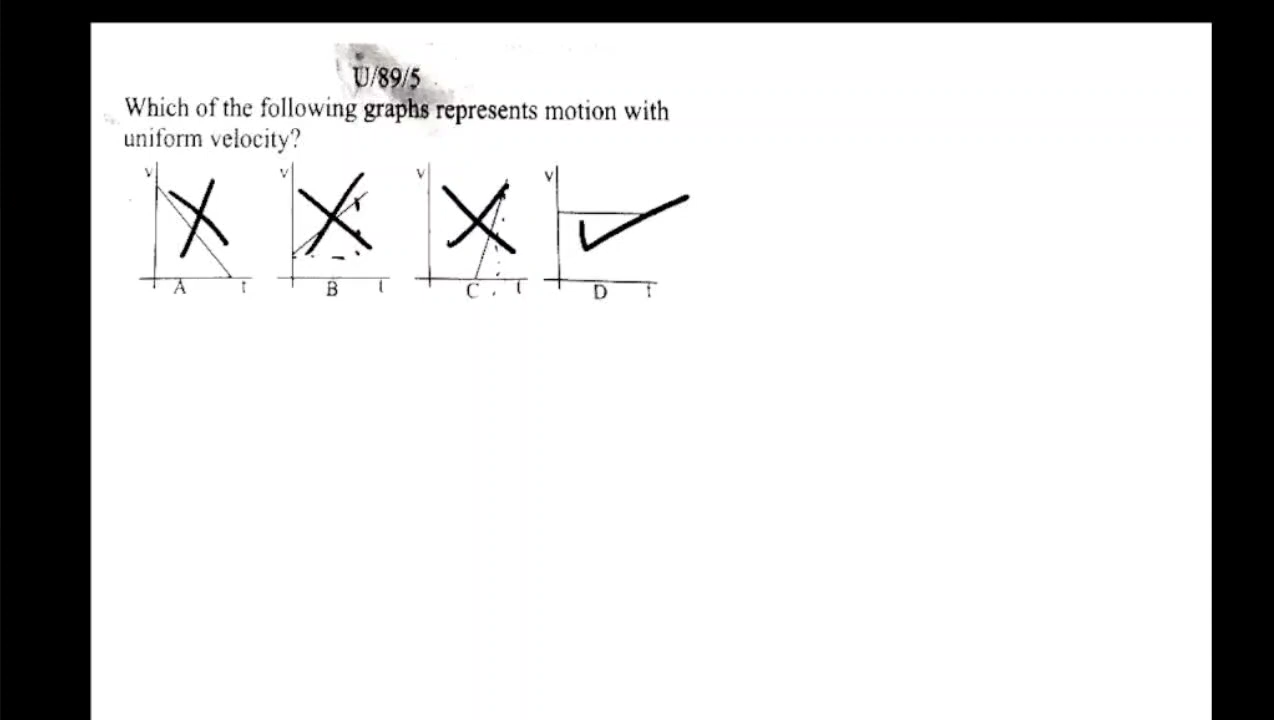 U/89/5
Which of the following graphs represents motion with
uniform velocity?
V V V V
A t B t C t D t